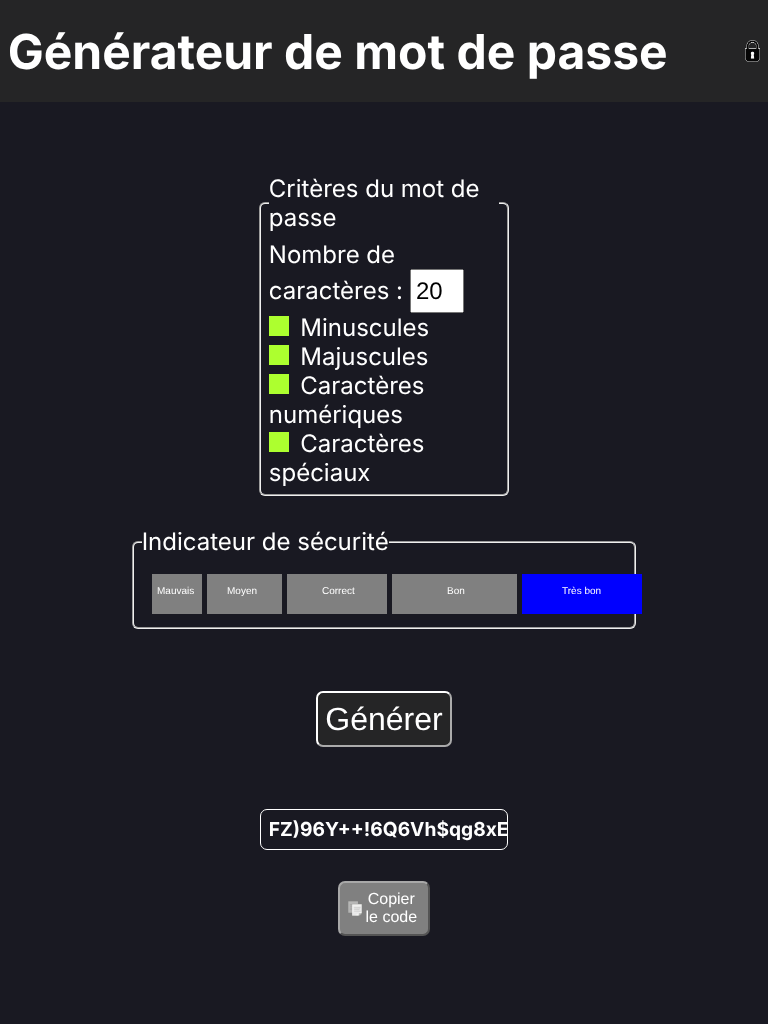 Générateur de mot de passe
Critères du mot de
passe
Nombre de
caractères : 20
Minuscules
Majuscules
Caractères
numériques
Caractères
spéciaux
Indicateur de sécurité
Mauvais Moyen Correct Bon Très bon
Générer
FZ)96Y++!6Q6Vh$qg8xE
Copier
le code